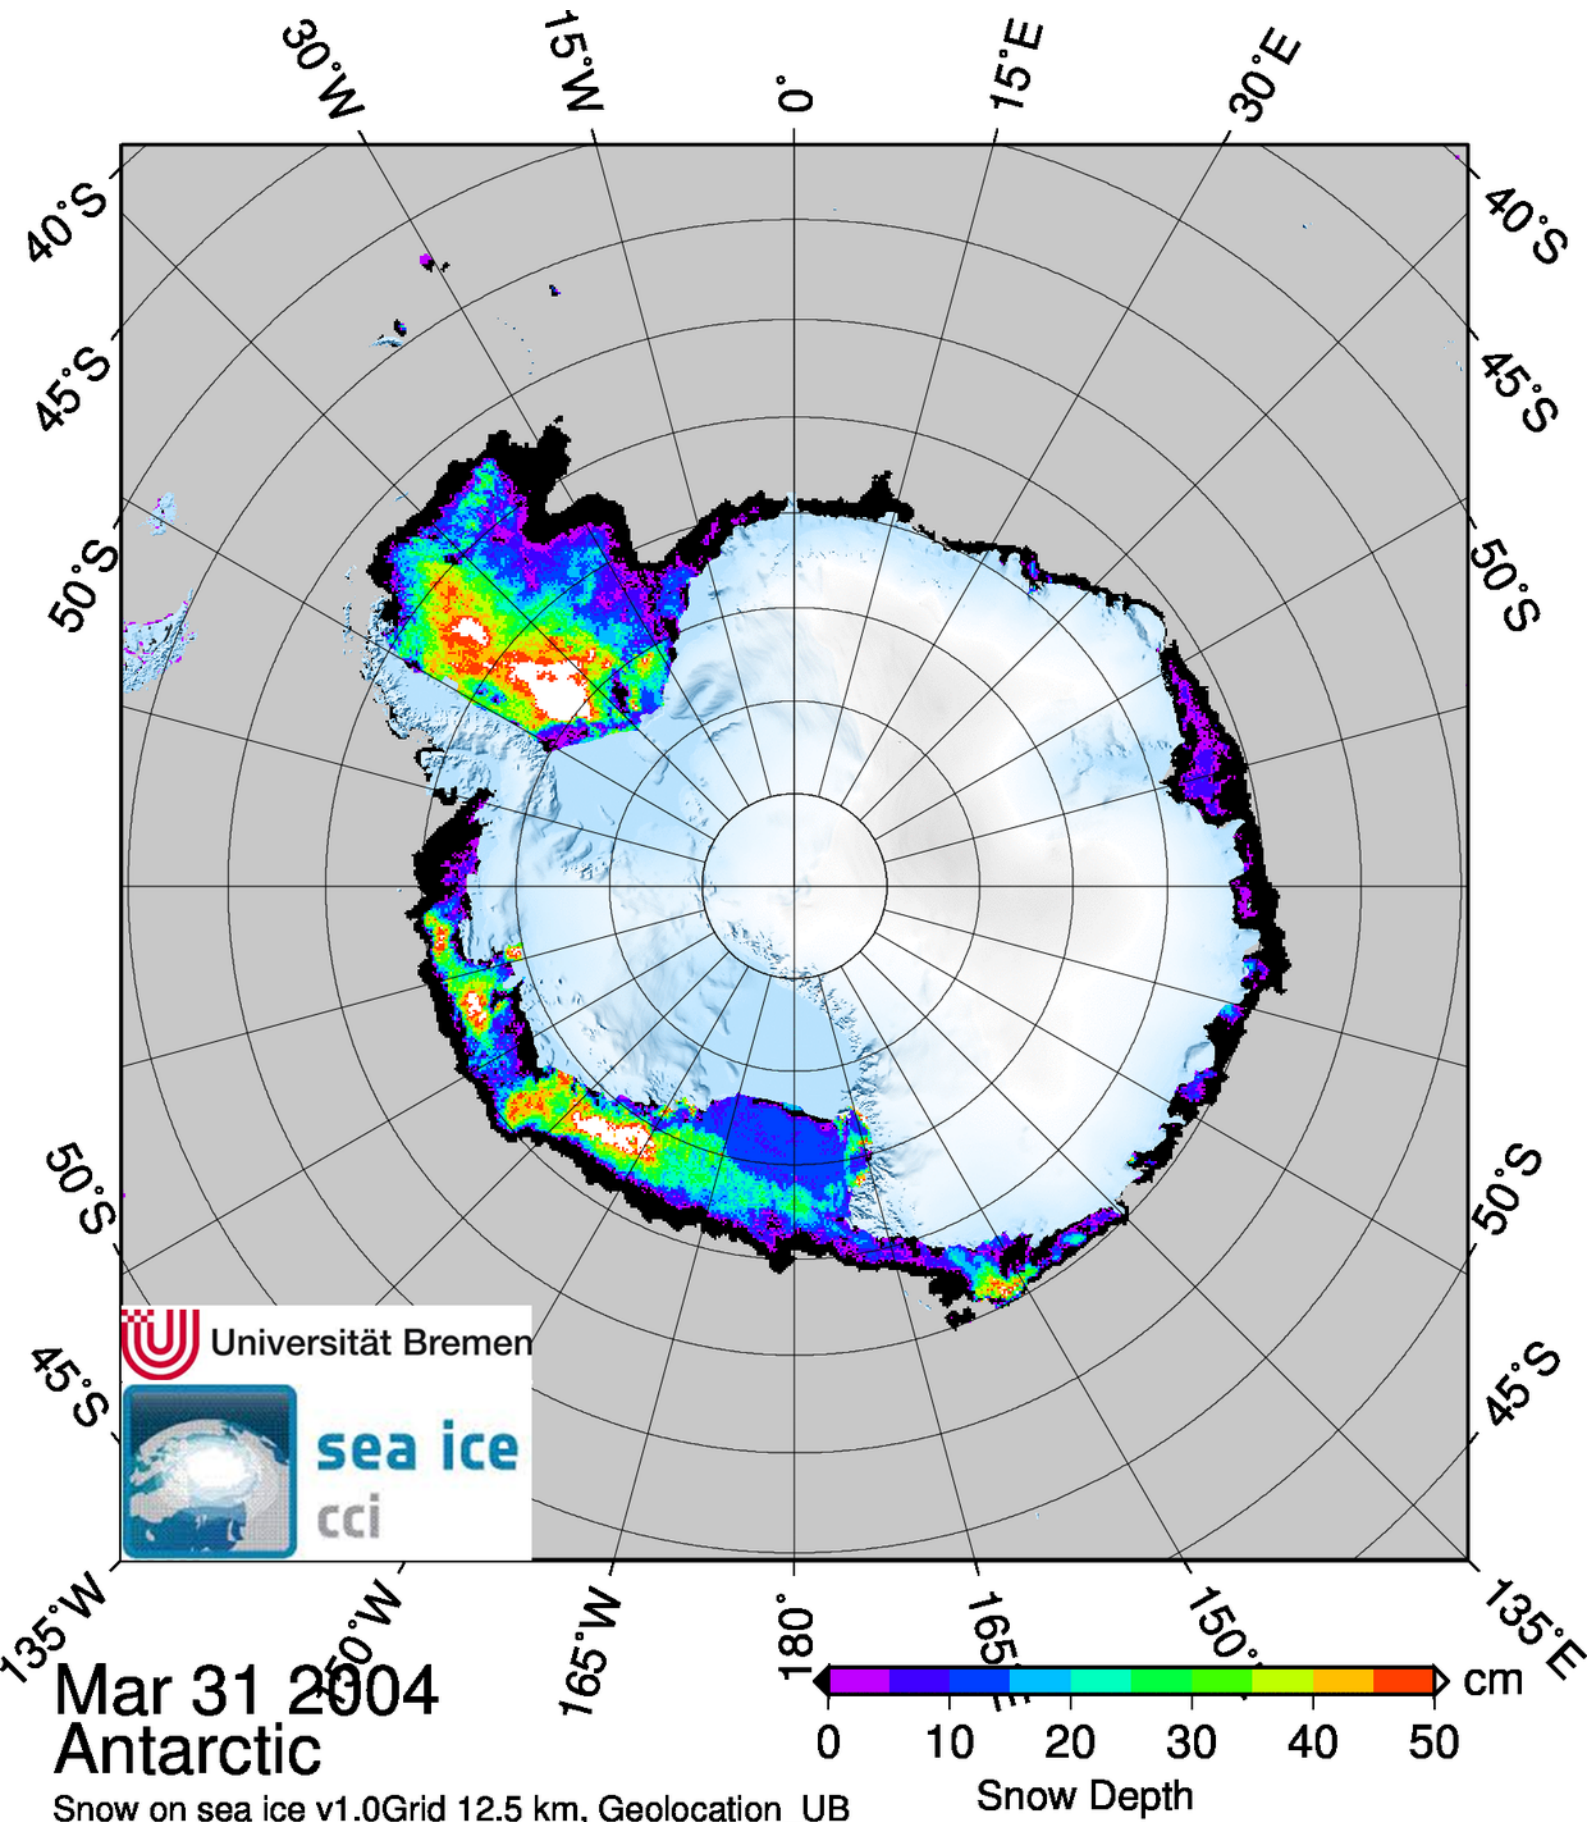 30°W 15°W 0° 15°E 30°E
40°S 40°S
45°S 45°S
50°S 50°S
50°S 50°S
45°S 45°S
Universität Bremen
sea ice
cci
135°W 165°W 180° 150° 135°E
Mar 31 2004
Antarctic
Snow on sea ice v1.0Grid 12.5 km, Geolocation UB
cm
0 10 20 30 40 50
Snow Depth